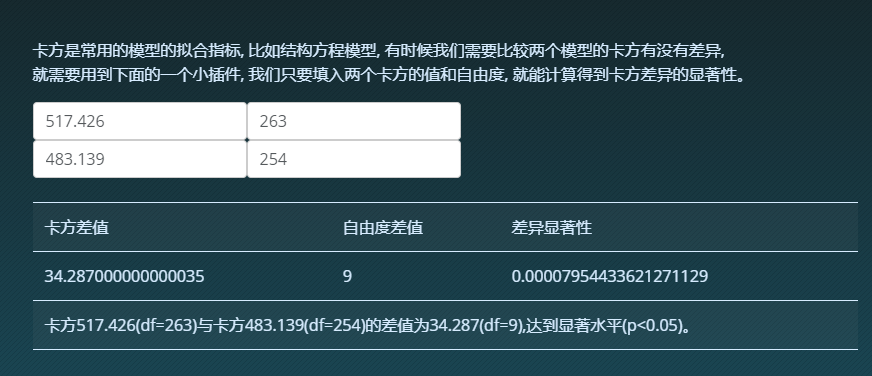 卡方是常用的模型的拟合指标, 比如结构方程模型, 有时候我们需要比较两个模型的卡方有没有差异,
就需要用到下面的一个小插件, 我们只要填入两个卡方的值和自由度, 就能计算得到卡方差异的显著性。
517.426 263
483.139 254
卡方差值 自由度差值 差异显著性
34.287000000000035 9 0.00007954433621271129
卡方517.426(df=263)与卡方483.139(df=254)的差值为34.287(df=9),达到显著水平(p<0.05)。